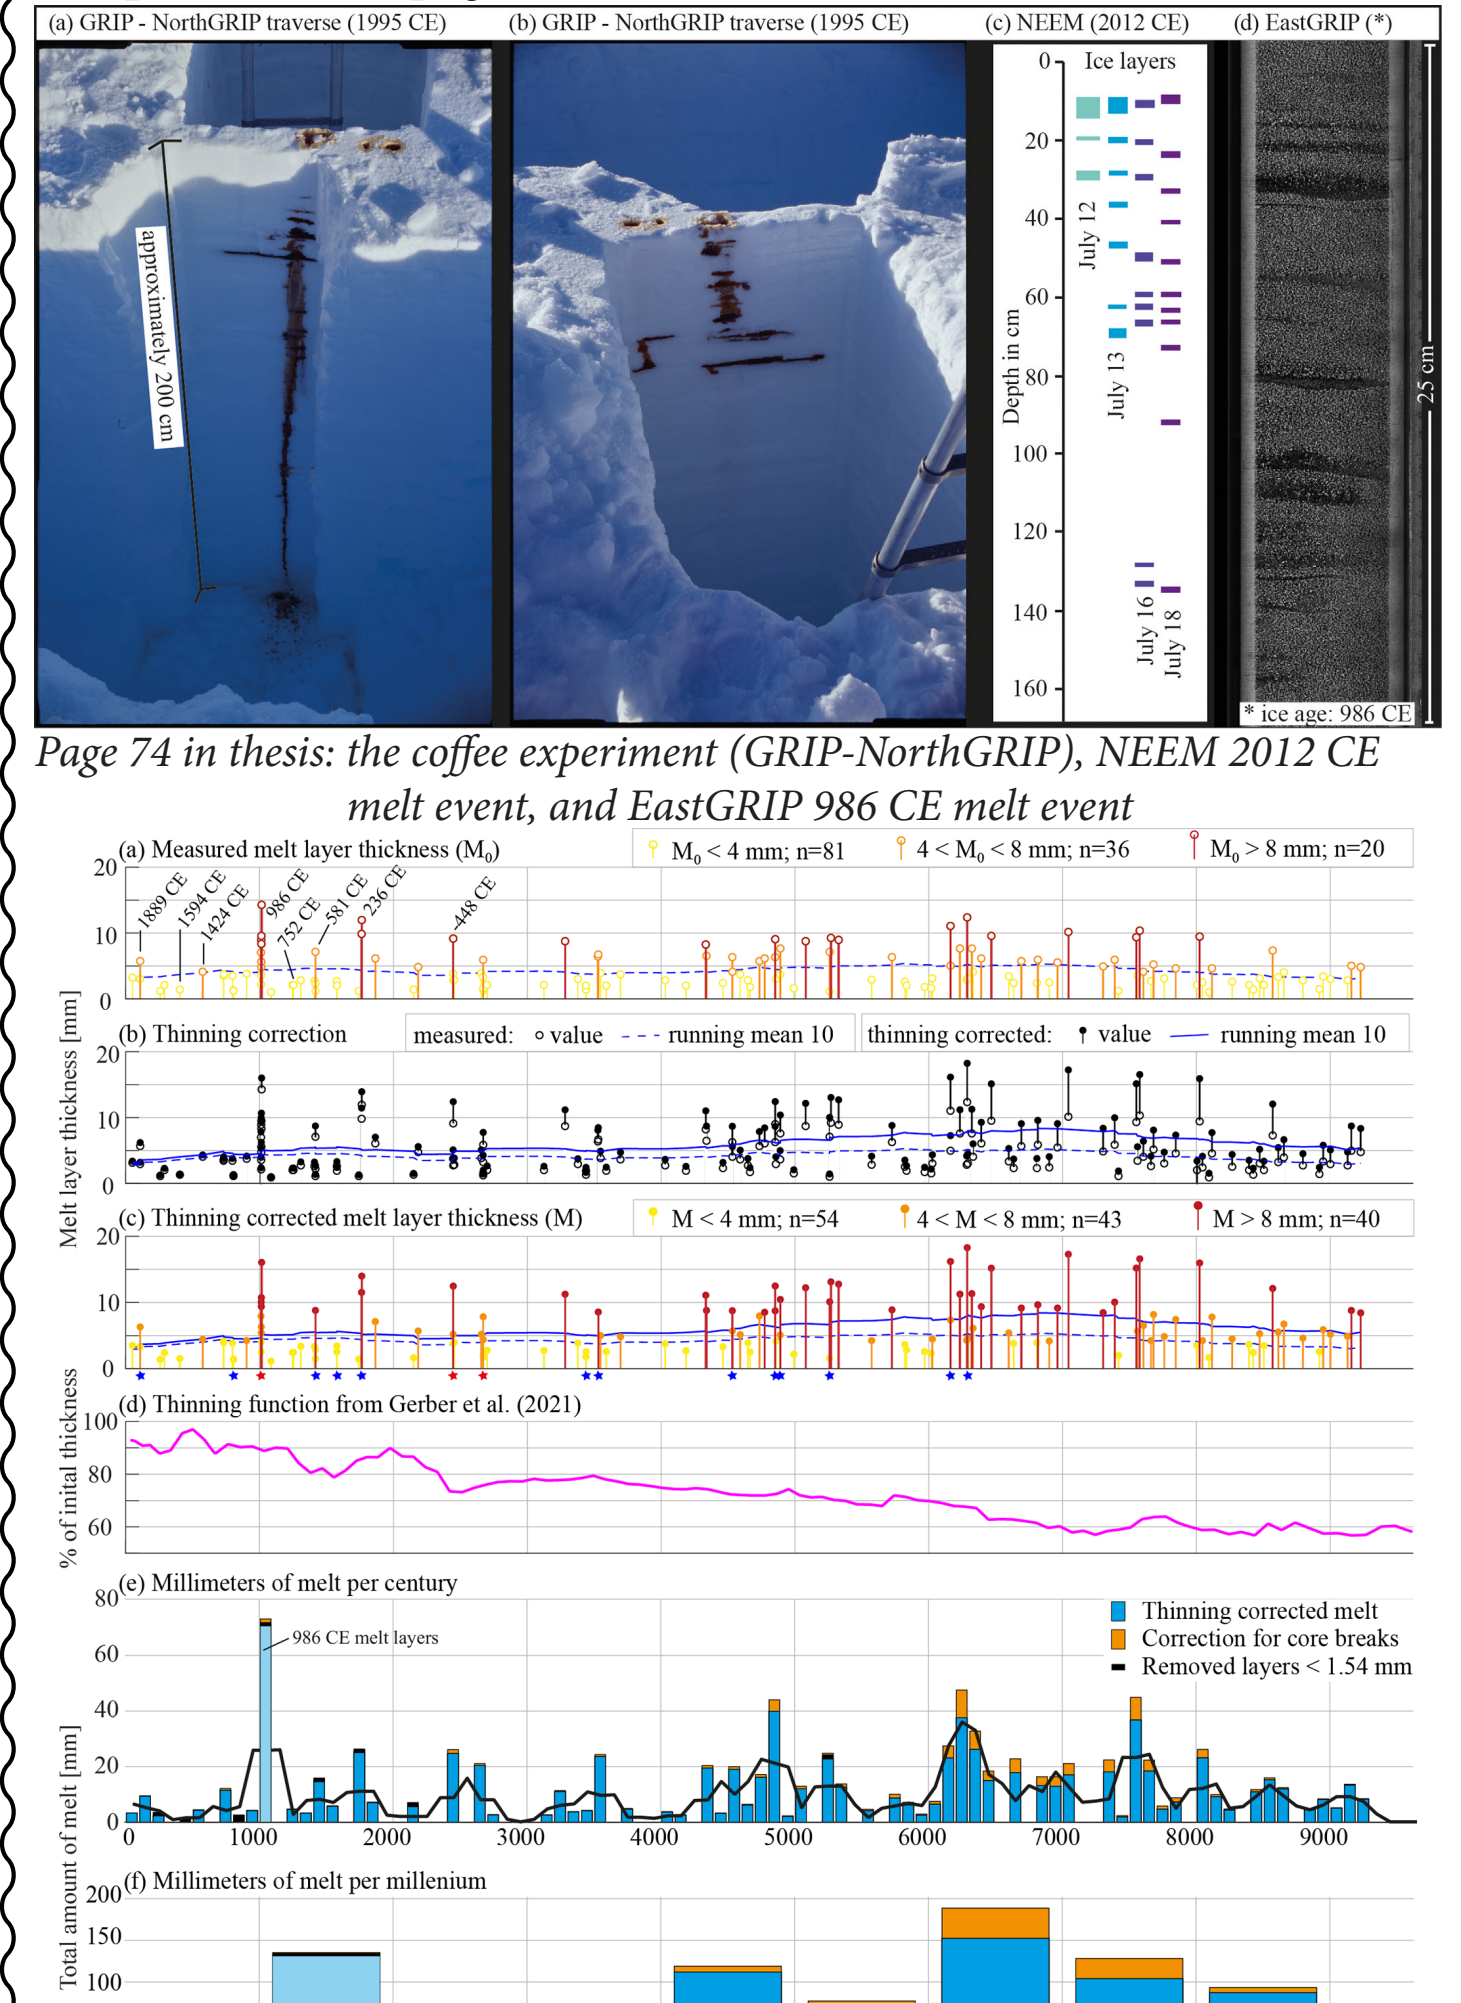 (a) GRIP - NorthGRIP traverse (1995 CE)
(b) GRIP - NorthGRIP traverse (1995 CE)
(c) NEEM (2012 CE)
(d) EastGRIP (*)
approximately 200 cm
Ice layers
Depth in cm
0
20
40
60
80
100
120
140
160
July 12
July 13
July 16
July 18
25 cm
* ice age: 986 CE
Page 74 in thesis: the coffee experiment (GRIP-NorthGRIP), NEEM 2012 CE
melt event, and EastGRIP 986 CE melt event
Melt layer thickness [mm]
(a) Measured melt layer thickness (M0)
M0 < 4 mm; n=81
4 < M0 < 8 mm; n=36
M0 > 8 mm; n=20
20
10
0
1889 CE
1594 CE
1424 CE
986 CE
752 CE
581 CE
236 CE
-448 CE
(b) Thinning correction
measured: value running mean 10
thinning corrected: value running mean 10
20
10
0
(c) Thinning corrected melt layer thickness (M)
M < 4 mm; n=54
4 < M < 8 mm; n=43
M > 8 mm; n=40
20
10
0
% of inital thickness
(d) Thinning function from Gerber et al. (2021)
100
80
60
Total amount of melt [mm]
(e) Millimeters of melt per century
80
60
40
20
0
986 CE melt layers
Thinning corrected melt
Correction for core breaks
Removed layers < 1.54 mm
0 1000 2000 3000 4000 5000 6000 7000 8000 9000
(f) Millimeters of melt per millenium
200
150
100